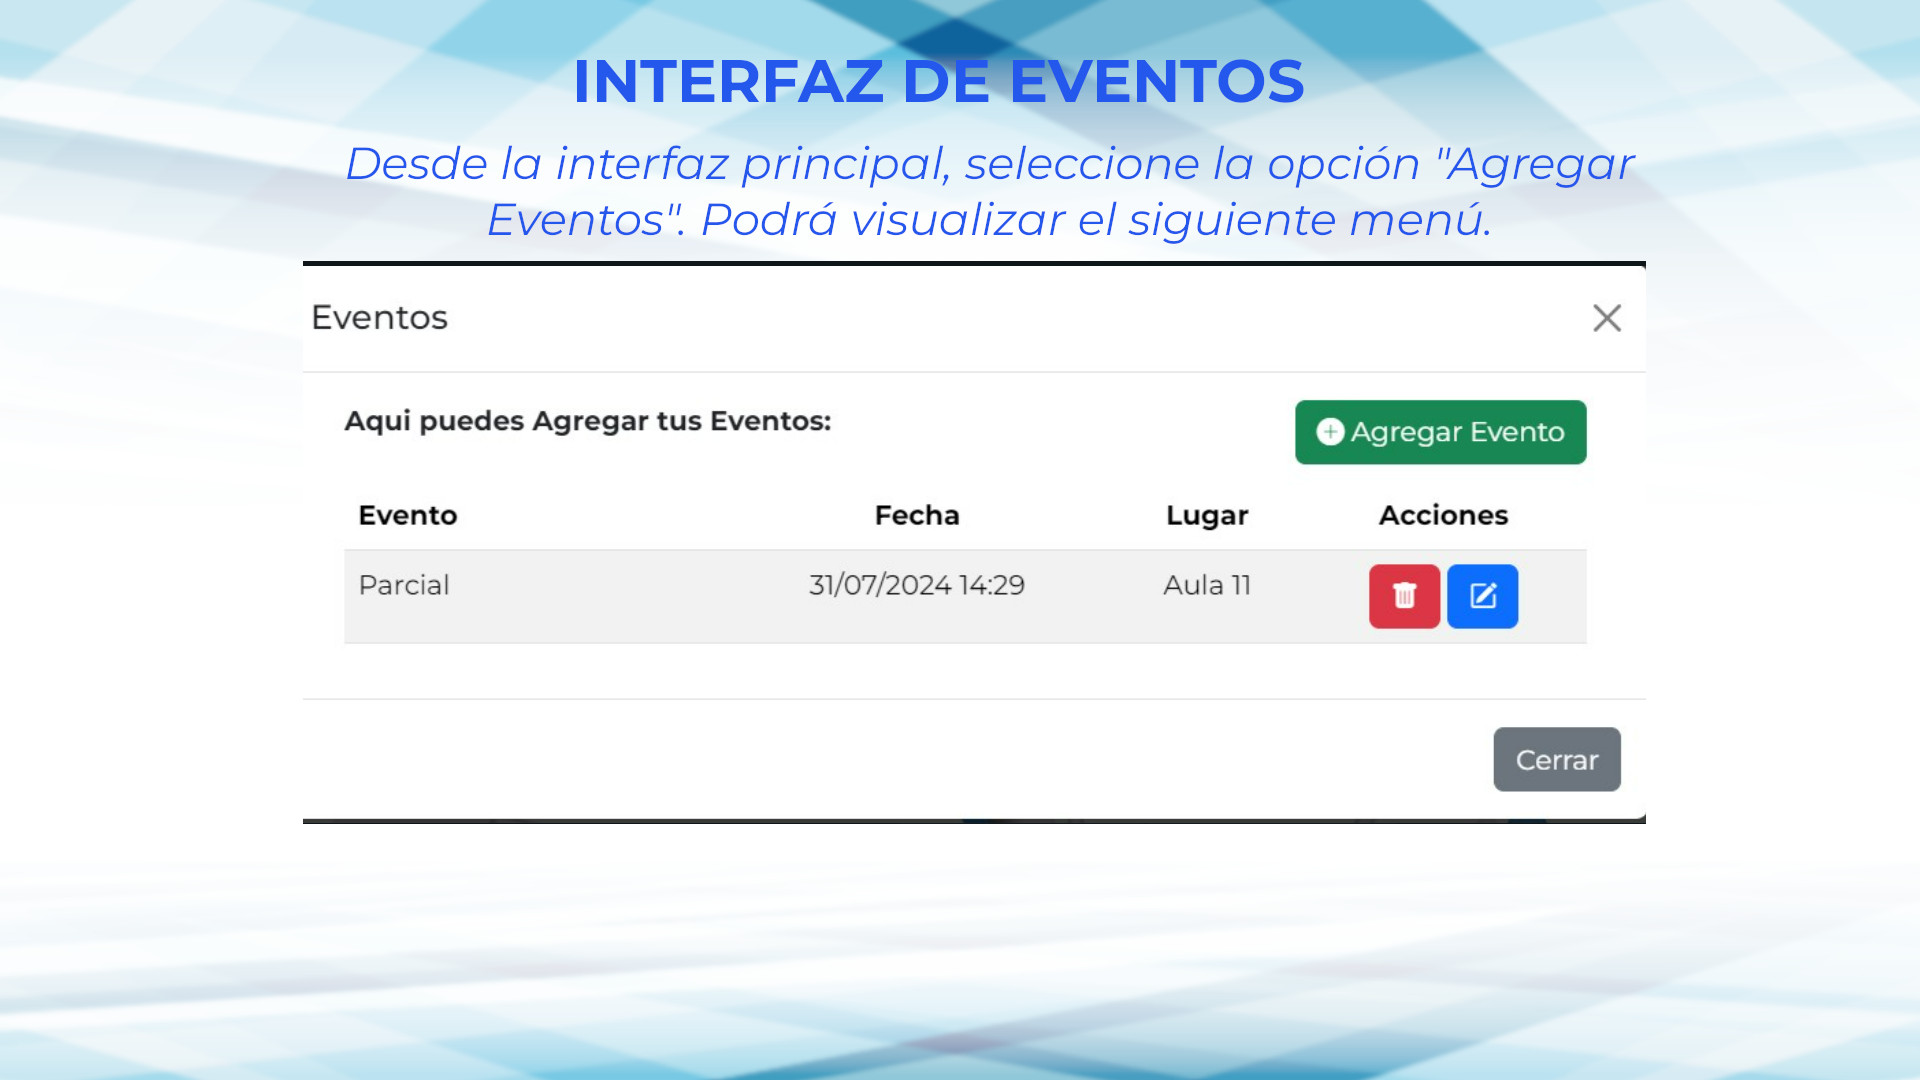 INTERFAZ DE EVENTOS
Desde la interfaz principal, seleccione la opción "Agregar
Eventos". Podrá visualizar el siguiente menú.
Eventos
Aqui puedes Agregar tus Eventos:
Agregar Evento
Evento Fecha Lugar Acciones
Parcial 31/07/2024 14:29 Aula 11
Cerrar